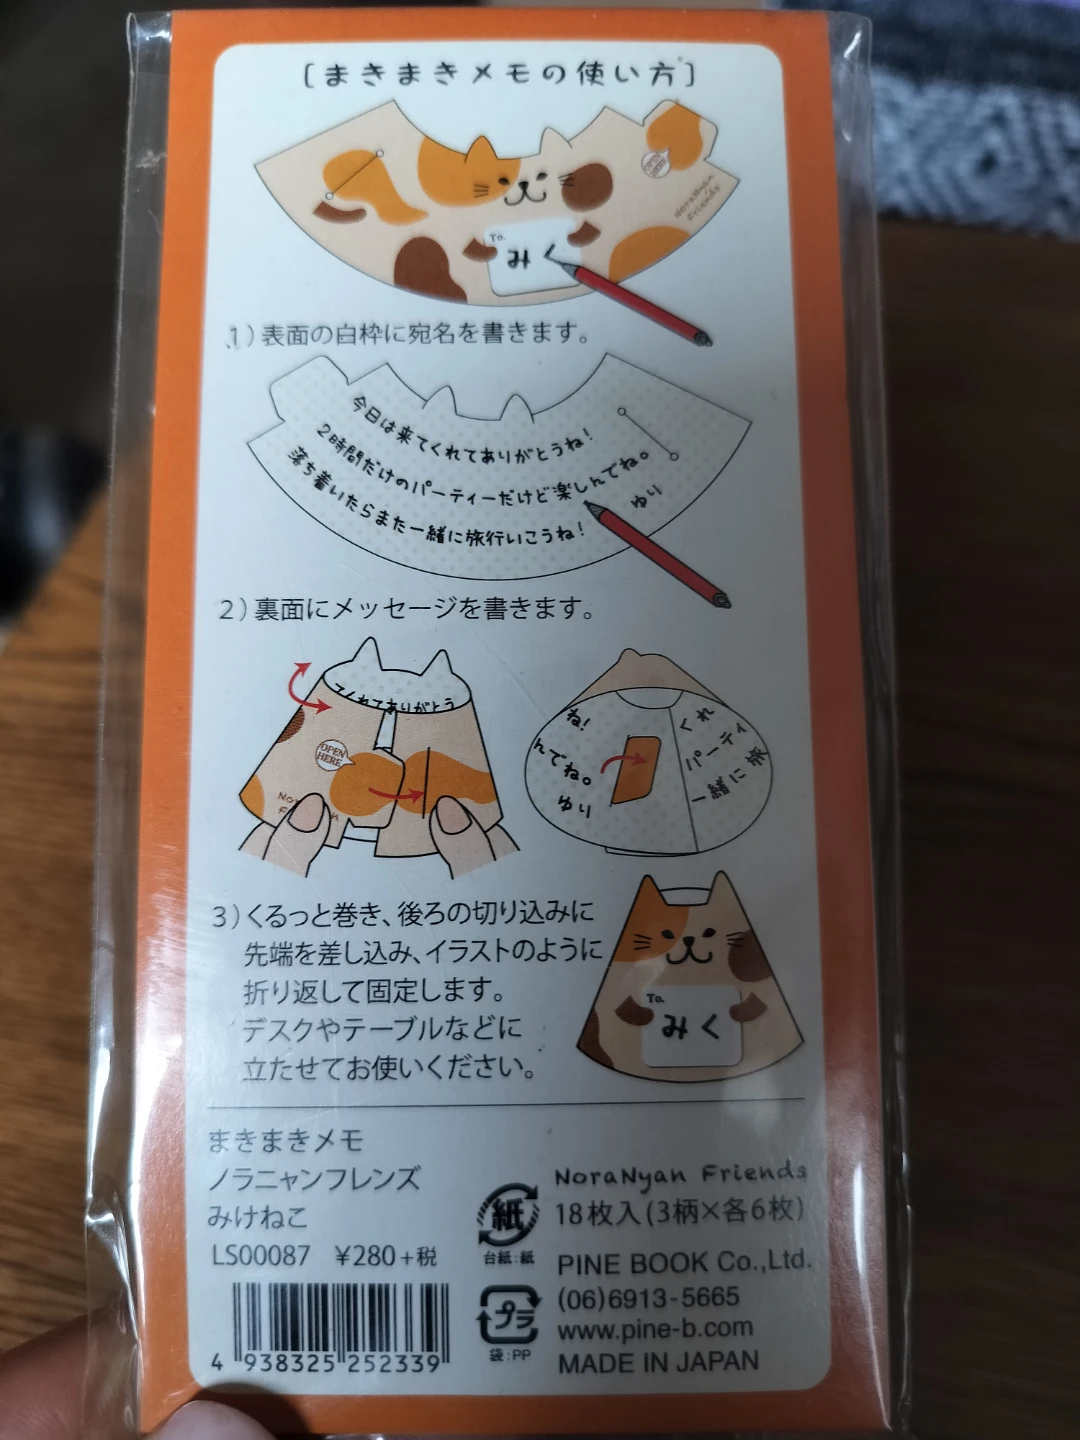 [まきまきメモの使い方]
OPEN HERE
NoraNyan
Friends
To.
みく
1）表面の白枠に宛名を書きます。
今日は来てくれてありがとうね！
2時間だけのパーティーだけど楽しんでね。
落ち着いたらまた一緒に旅行いこうね！
ゆり
2）裏面にメッセージを書きます。
てくれてありがとう
OPEN
HERE
ね！
んでね。
ゆり
くれ
パーティ
一緒に旅
3）くるっと巻き、後ろの切り込みに
先端を差し込み、イラストのように
折り返して固定します。
デスクやテーブルなどに
立たせてお使いください。
To.
みく
まきまきメモ
ノラニャンフレンズ
みけねこ
LS00087 ¥280+税
4 938325 252339
紙
台紙：紙
プラ
袋：PP
NoraNyan Friends
18枚入(3柄×各6枚)
PINE BOOK Co.,Ltd.
(06)6913-5665
www.pine-b.com
MADE IN JAPAN